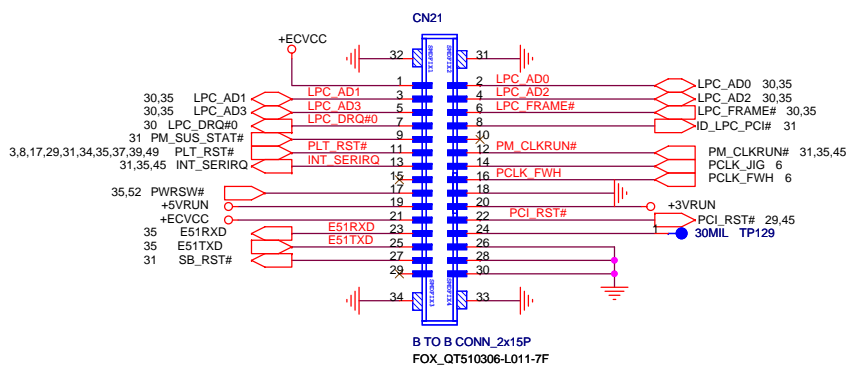 CN21
+ECVCC
32 SHDOFIX1 SHDOFIX2 31
1 2 LPC_AD0 LPC_AD0 30,35
30,35 LPC_AD1 LPC_AD1 3 4 LPC_AD2 LPC_AD2 30,35
30,35 LPC_AD3 LPC_AD3 5 6 LPC_FRAME# LPC_FRAME# 30,35
30 LPC_DRQ#0 LPC_DRQ#0 7 8 ID_LPC_PCI# 31
31 PM_SUS_STAT# 9 10
3,8,17,29,31,34,35,37,39,49 PLT_RST# PLT_RST# 11 12 PM_CLKRUN# PM_CLKRUN# 31,35,45
31,35,45 INT_SERIRQ INT_SERIRQ 13 14 PCLK_JIG 6
15 16 PCLK_FWH PCLK_FWH 6
35,52 PWRSW# 17 18
+5VRUN 19 20 +3VRUN
+ECVCC 21 22 PCI_RST# PCI_RST# 29,45
35 E51RXD E51RXD 23 24 1 30MIL TP129
35 E51TXD E51TXD 25 26
31 SB_RST# 27 28
29 30
34 SHDOFIX3 SHDOFIX4 33
B TO B CONN_2x15P
FOX_QT510306-L011-7F